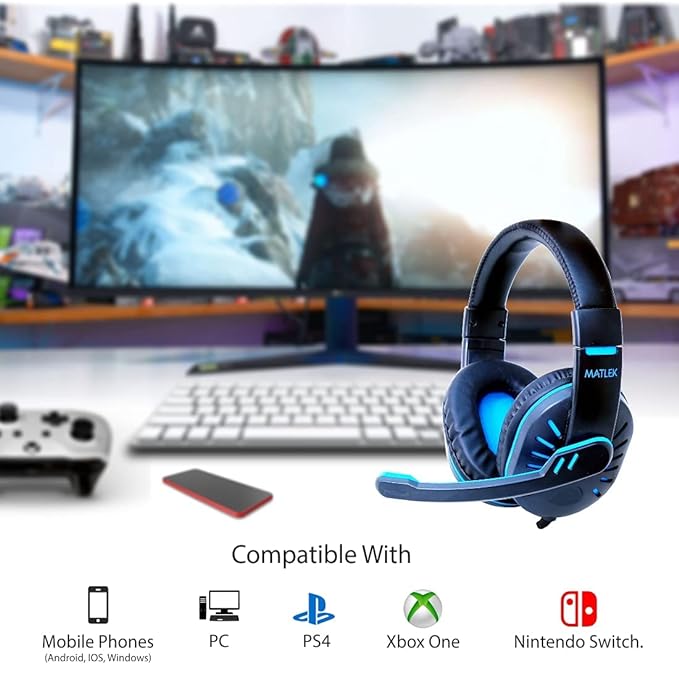 MATLEK
Compatible With
Mobile Phones
(Android, IOS, Windows)
PC
PS4
Xbox One
Nintendo Switch.